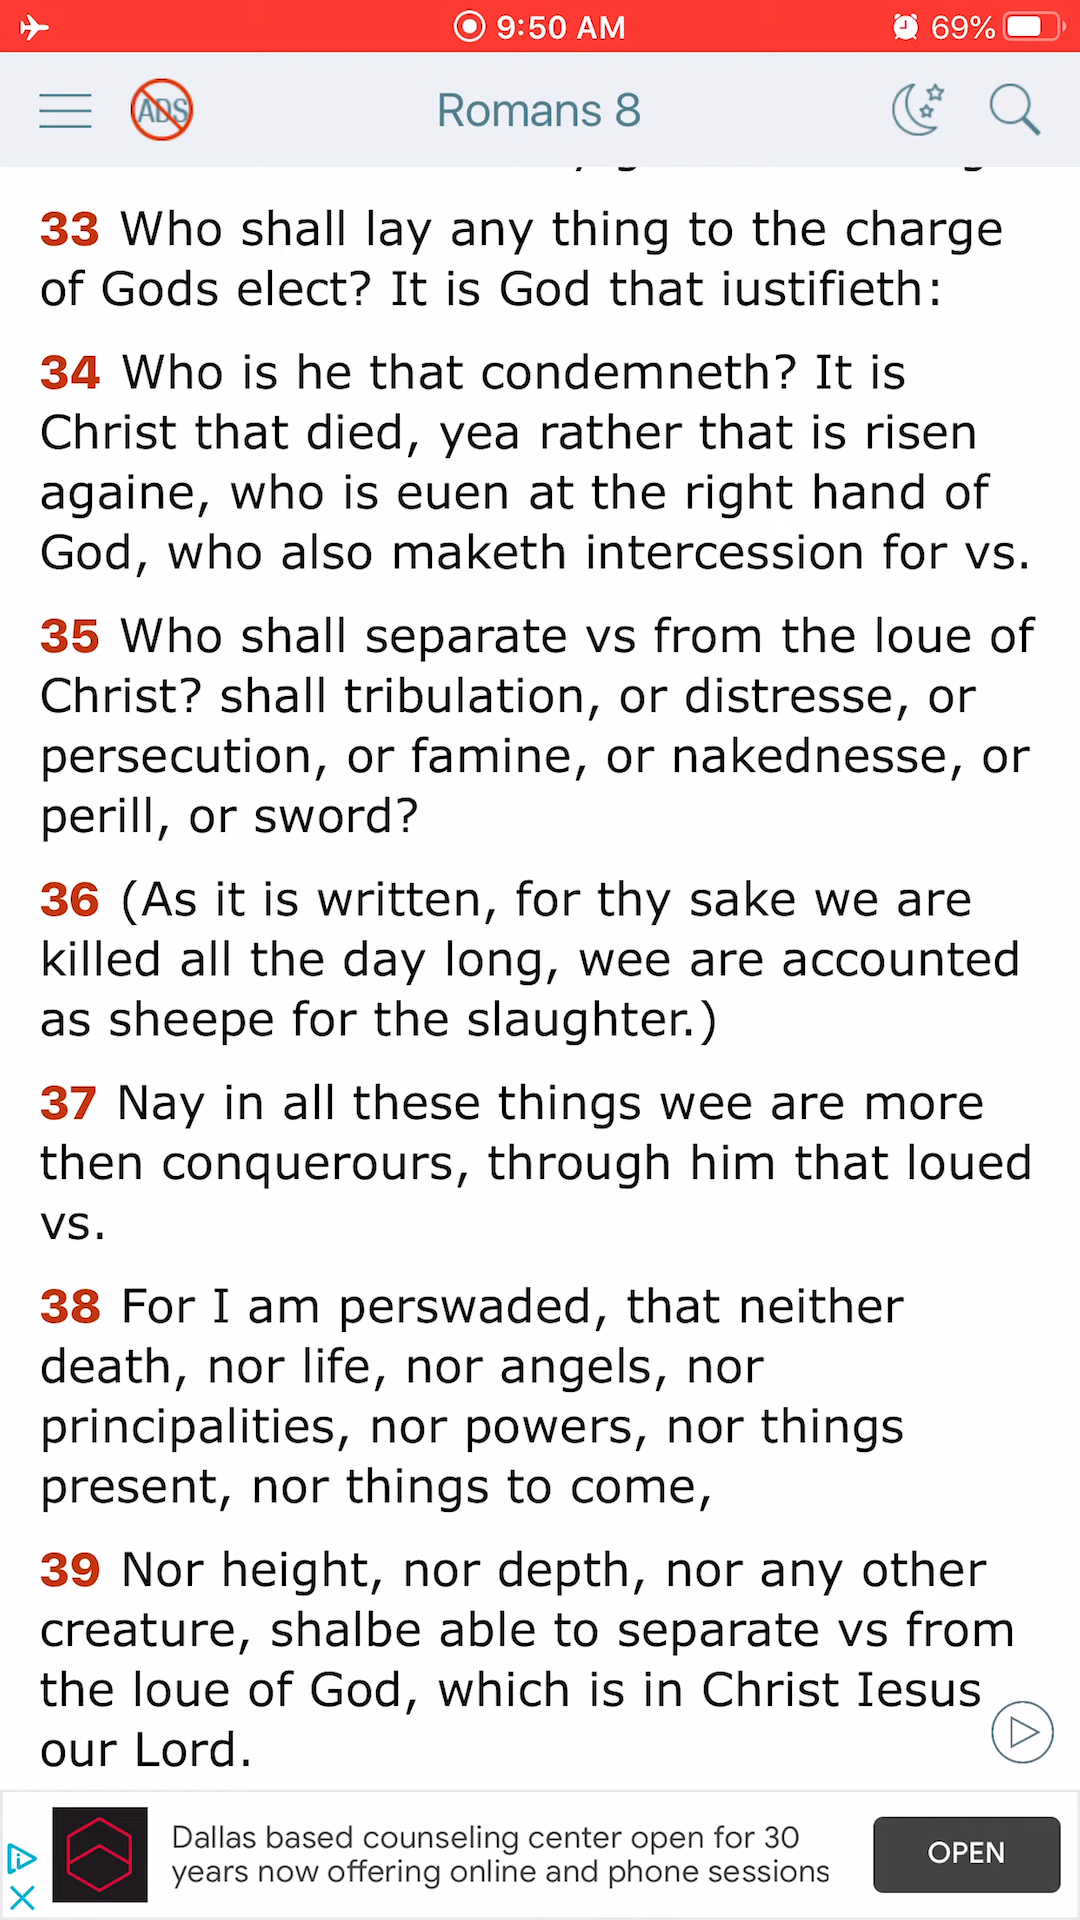 9:50 AM 69%
ADS Romans 8
33 Who shall lay any thing to the charge
of Gods elect? It is God that iustifieth:
34 Who is he that condemneth? It is
Christ that died, yea rather that is risen
againe, who is euen at the right hand of
God, who also maketh intercession for vs.
35 Who shall separate vs from the loue of
Christ? shall tribulation, or distresse, or
persecution, or famine, or nakednesse, or
perill, or sword?
36 (As it is written, for thy sake we are
killed all the day long, wee are accounted
as sheepe for the slaughter.)
37 Nay in all these things wee are more
then conquerours, through him that loued
vs.
38 For I am perswaded, that neither
death, nor life, nor angels, nor
principalities, nor powers, nor things
present, nor things to come,
39 Nor height, nor depth, nor any other
creature, shalbe able to separate vs from
the loue of God, which is in Christ Iesus
our Lord.
Dallas based counseling center open for 30
years now offering online and phone sessions
OPEN